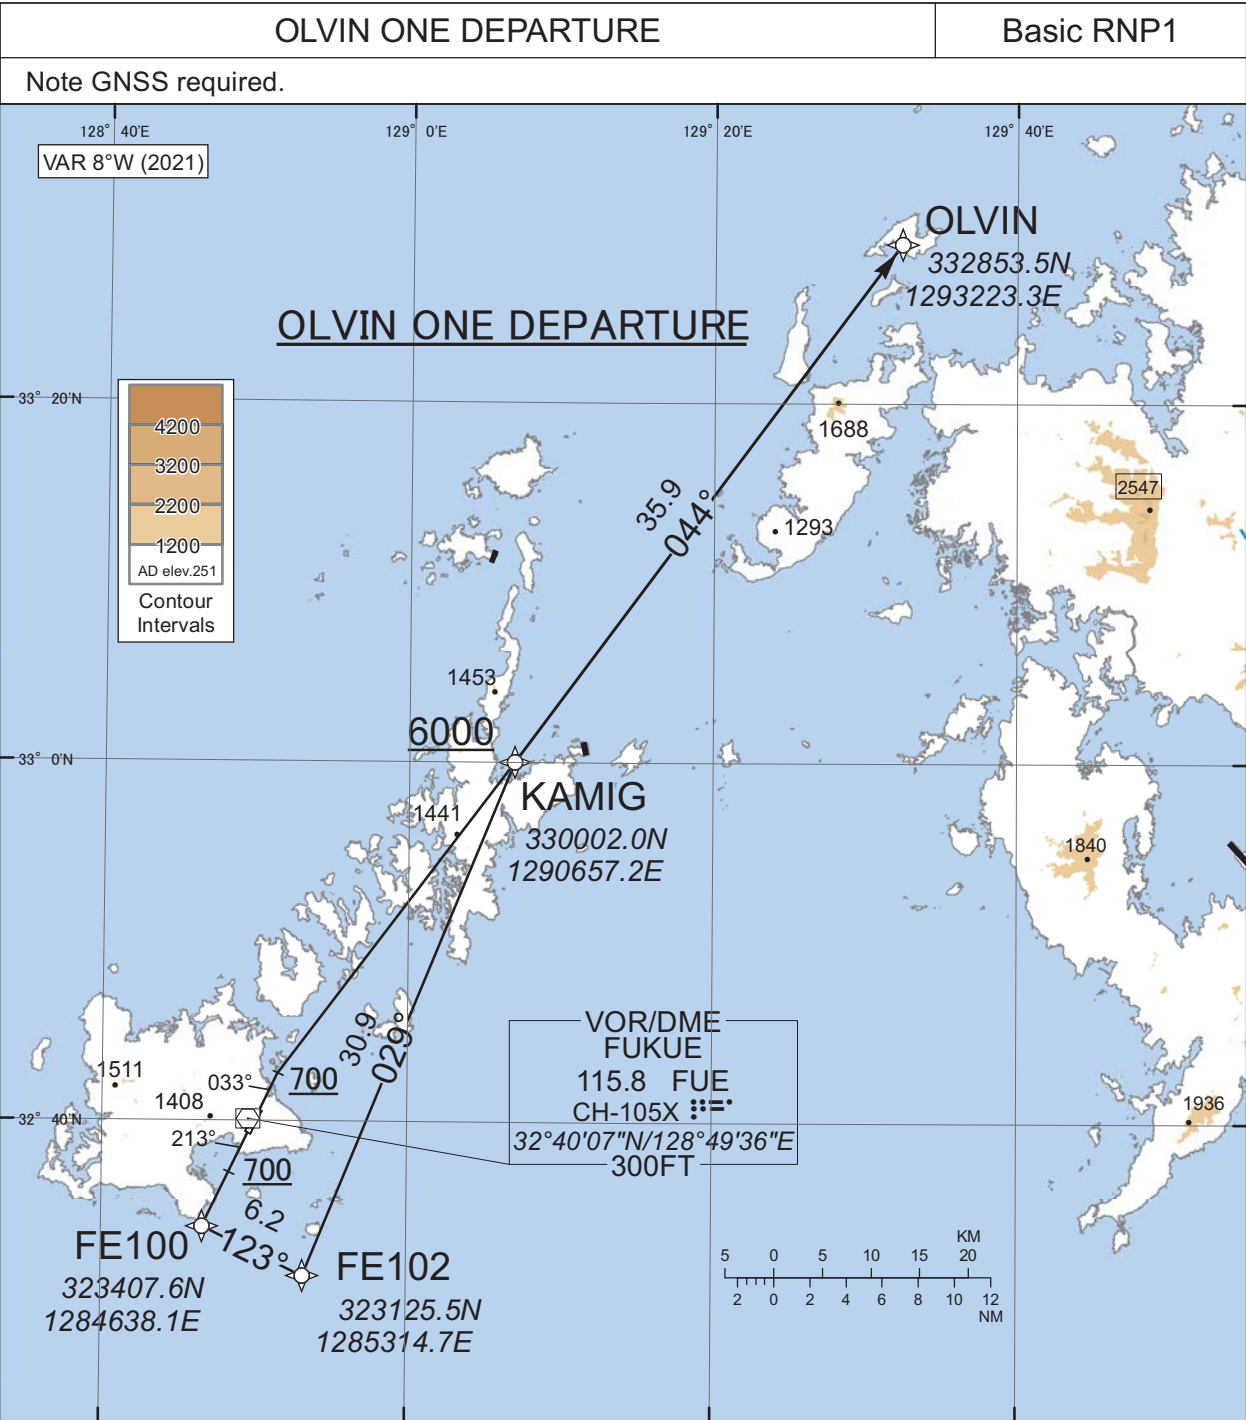 OLVIN ONE DEPARTURE
Basic RNP1
Note GNSS required.
128° 40'E
129° 0'E
129° 20'E
129° 40'E
VAR 8°W (2021)
OLVIN
332853.5N
1293223.3E
OLVIN ONE DEPARTURE
33° 20'N
4200
3200
2200
1200
AD elev.251
Contour
Intervals
1688
2547
35.9
044°
1293
1453
6000
33° 0'N
KAMIG
330002.0N
1290657.2E
1441
1840
30.9
029°
VOR/DME
FUKUE
115.8 FUE
CH-105X
32°40'07"N/128°49'36"E
300FT
1511
033°
700
1408
32° 40'N
213°
700
1936
6.2
123°
FE100
323407.6N
1284638.1E
FE102
323125.5N
1285314.7E
KM
5 0 5 10 15 20
2 0 2 4 6 8 10 12
NM